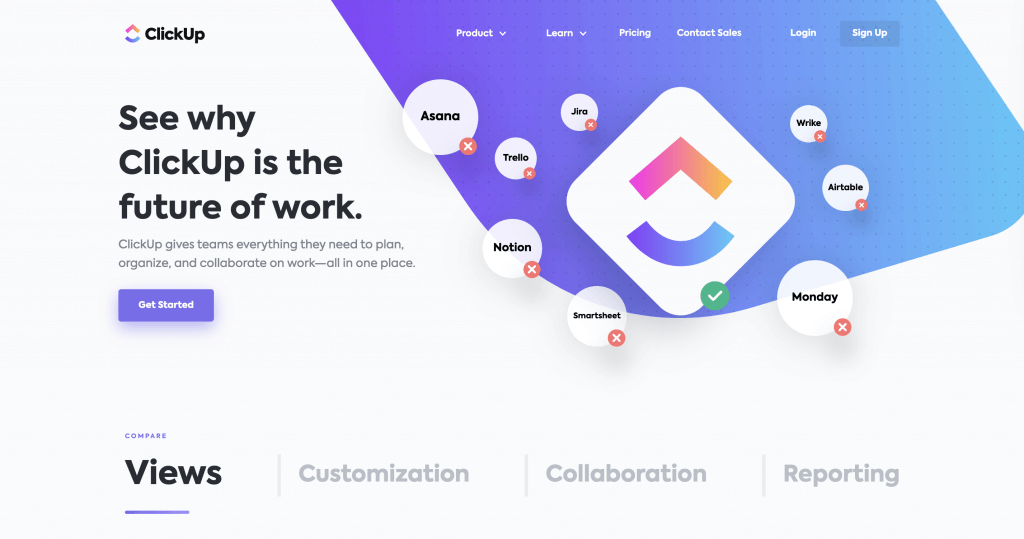 ClickUp
Product
Learn
Pricing
Contact Sales
Login
Sign Up
See why
ClickUp is the
future of work.
ClickUp gives teams everything they need to plan,
organize, and collaborate on work—all in one place.
Get Started
Asana
Jira
Trello
Notion
Smartsheet
Wrike
Airtable
Monday
COMPARE
Views
Customization
Collaboration
Reporting